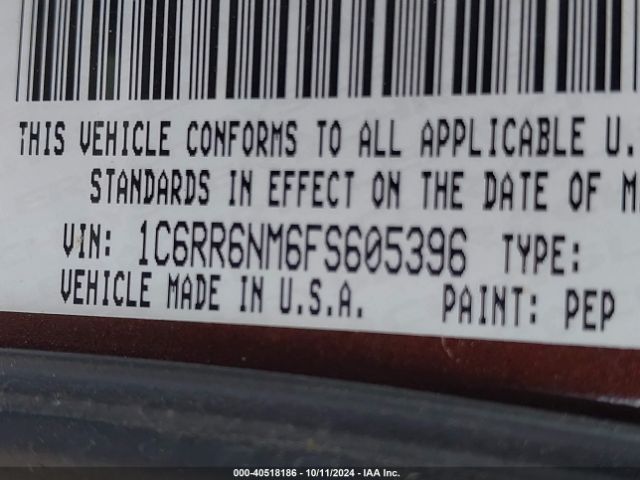 THIS VEHICLE CONFORMS TO ALL APPLICABLE U.
STANDARDS IN EFFECT ON THE DATE OF M
VIN: 1C6RR6NM6FS605396 TYPE:
VEHICLE MADE IN U.S.A. PAINT: PEP
000-40518186 - 10/11/2024 - IAA Inc.